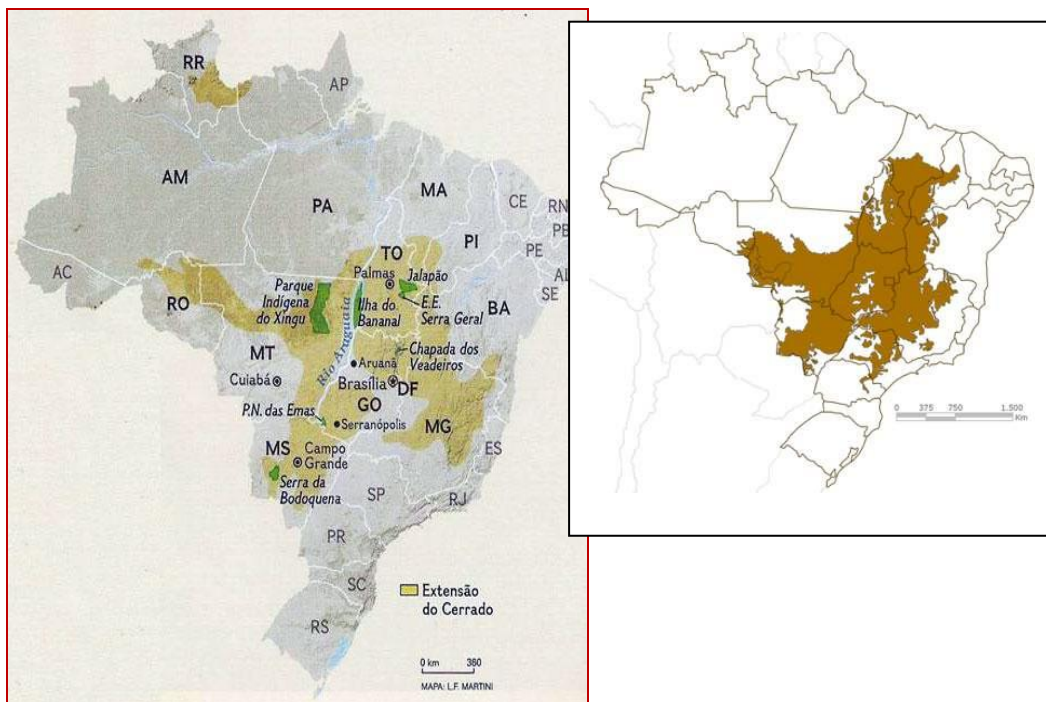 RR
AP
AM
PA
MA
CE
RN
PB
PI
PE
AL
SE
AC
TO
Palmas
Jalapão
RO
Parque
Indígena
do Xingu
Ilha do
Bananal
E.E.
Serra Geral
BA
Rio Araguaia
MT
Cuiabá
Aruanã
Chapada dos
Veadeiros
Brasília
DF
GO
P.N. das Emas
Serranópolis
MG
MS
Campo
Grande
ES
Serra da
Bodoquena
SP
RJ
PR
SC
RS
Extensão
do Cerrado
0 km 360
MAPA: L.F. MARTINI
0 375 750 1.500
Km